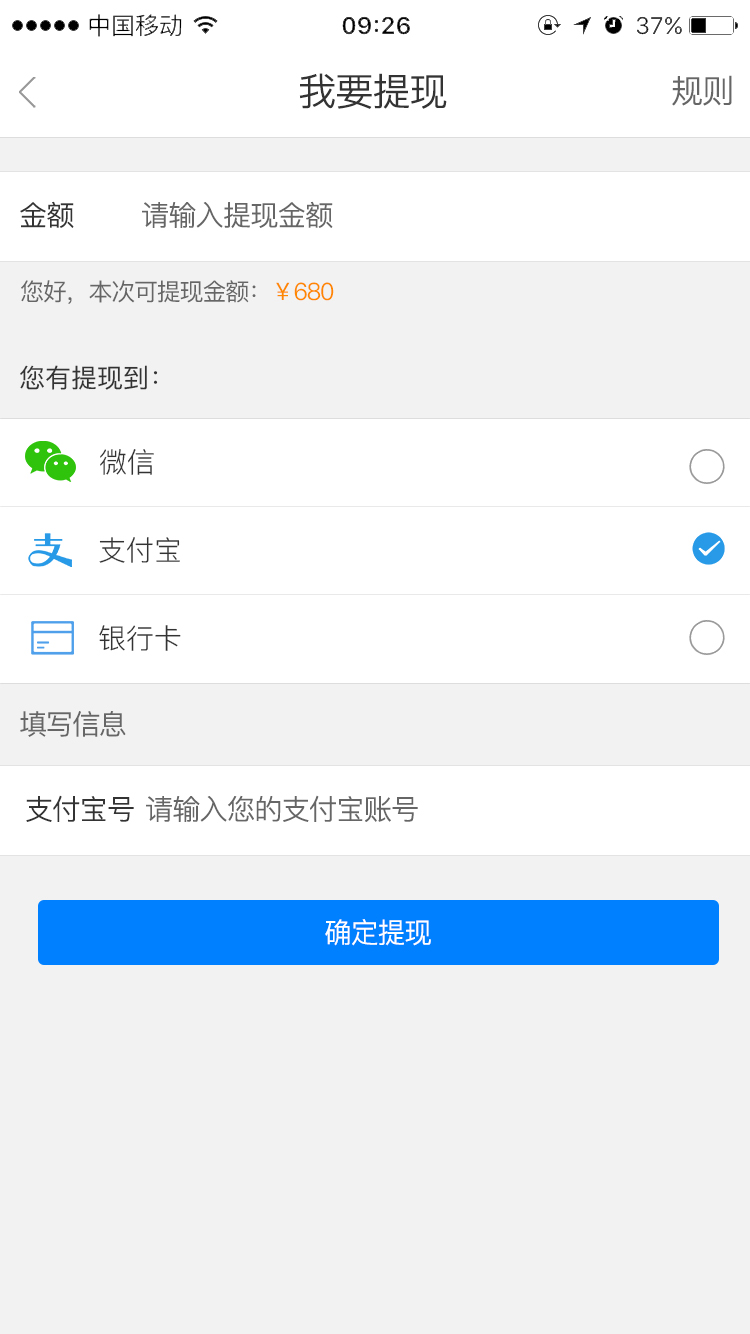 中国移动 09:26 37%
我要提现 规则
金额 请输入提现金额
您好，本次可提现金额：￥680
您有提现到：
微信
支付宝
银行卡
填写信息
支付宝号 请输入您的支付宝账号
确定提现